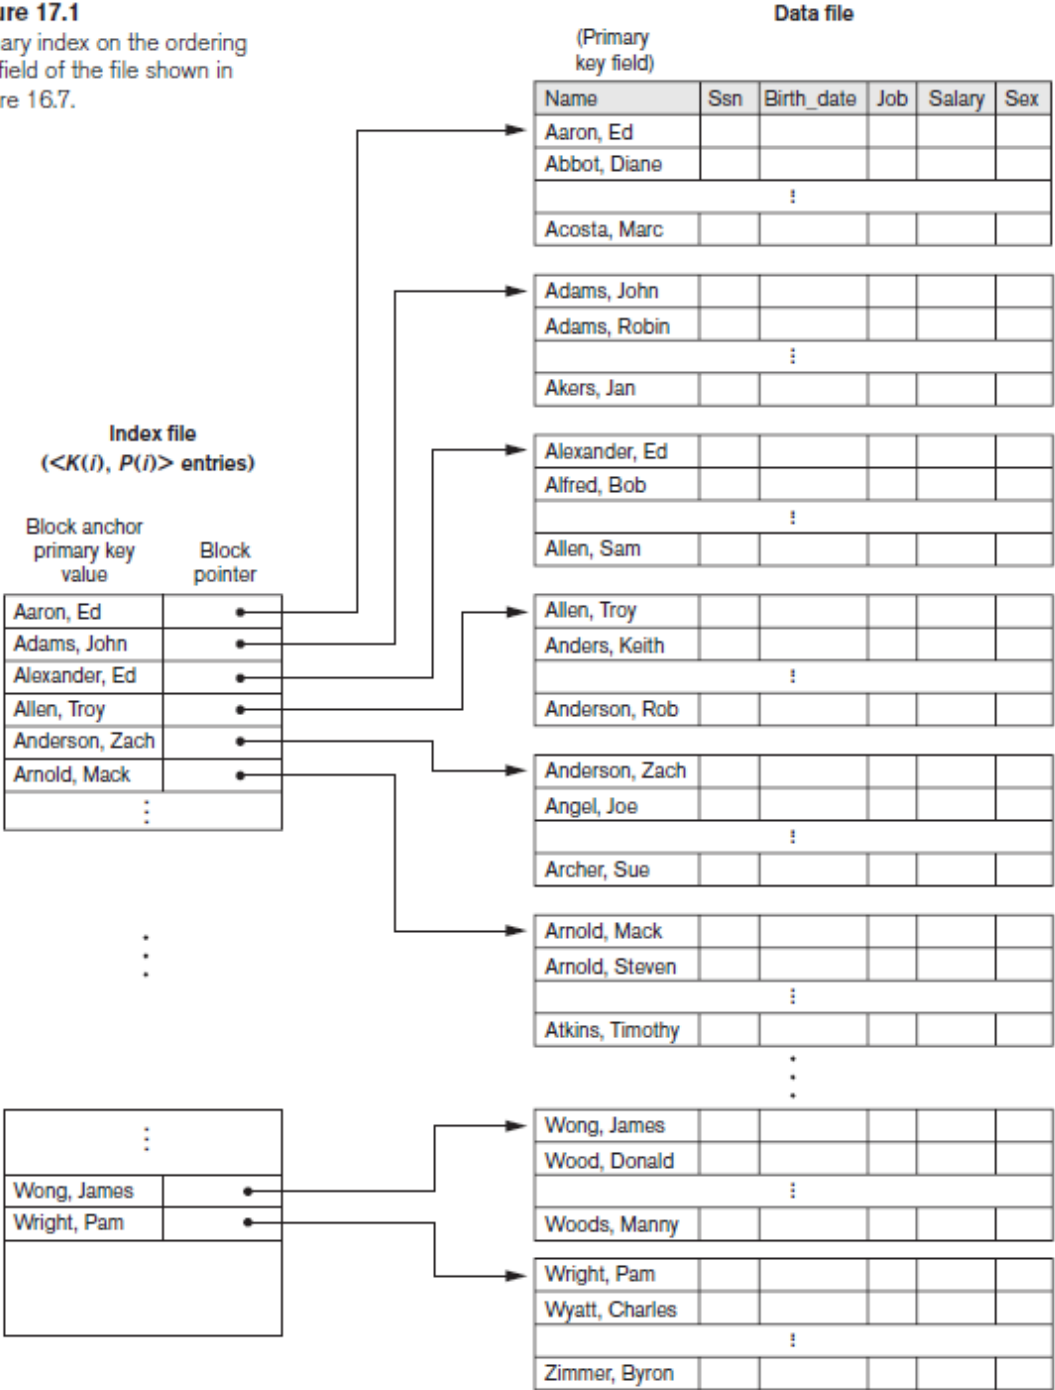 ure 17.1
ary index on the ordering
field of the file shown in
re 16.7.
Data file
(Primary
key field)
Name Ssn Birth_date Job Salary Sex
Aaron, Ed
Abbot, Diane
Acosta, Marc
Adams, John
Adams, Robin
Akers, Jan
Alexander, Ed
Alfred, Bob
Allen, Sam
Allen, Troy
Anders, Keith
Anderson, Rob
Anderson, Zach
Angel, Joe
Archer, Sue
Arnold, Mack
Arnold, Steven
Atkins, Timothy
Wong, James
Wood, Donald
Woods, Manny
Wright, Pam
Wyatt, Charles
Zimmer, Byron
Index file
(<K(i), P(i)> entries)
Block anchor
primary key
value
Block
pointer
Aaron, Ed
Adams, John
Alexander, Ed
Allen, Troy
Anderson, Zach
Arnold, Mack
Wong, James
Wright, Pam